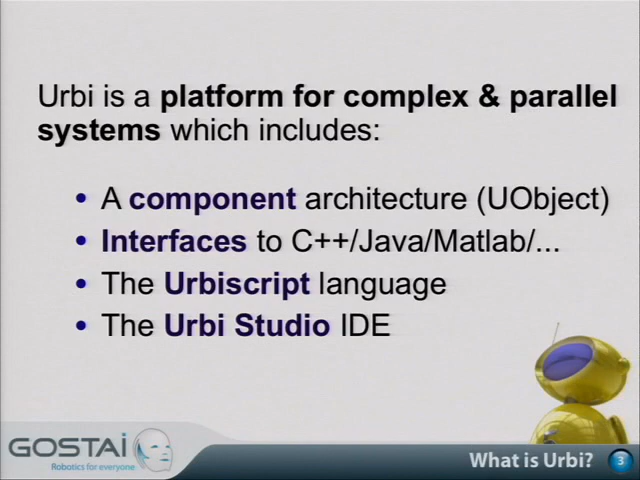 Urbi is a platform for complex & parallel
systems which includes:
• A component architecture (UObject)
• Interfaces to C++/Java/Matlab/...
• The Urbiscript language
• The Urbi Studio IDE
GOSTAI
Robotics for everyone
What is Urbi? 3